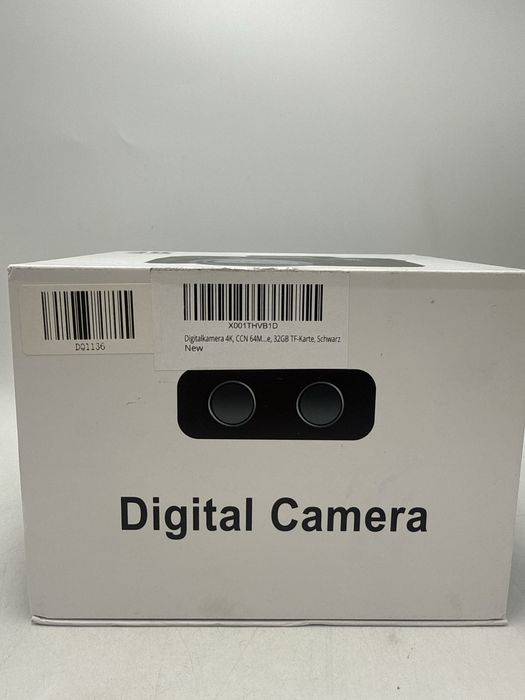 DQ1136
X001THVB1D
Digitalkamera 4K, CCN 64M...e, 32GB TF-Karte, Schwarz
New
Digital Camera